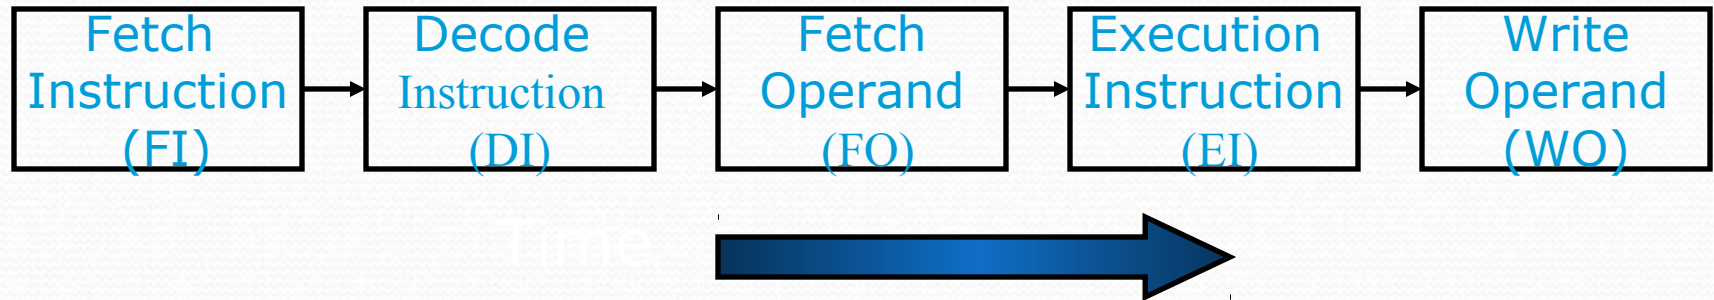 Fetch
Instruction
(FI)
Decode
Instruction
(DI)
Fetch
Operand
(FO)
Execution
Instruction
(EI)
Write
Operand
(WO)
Time